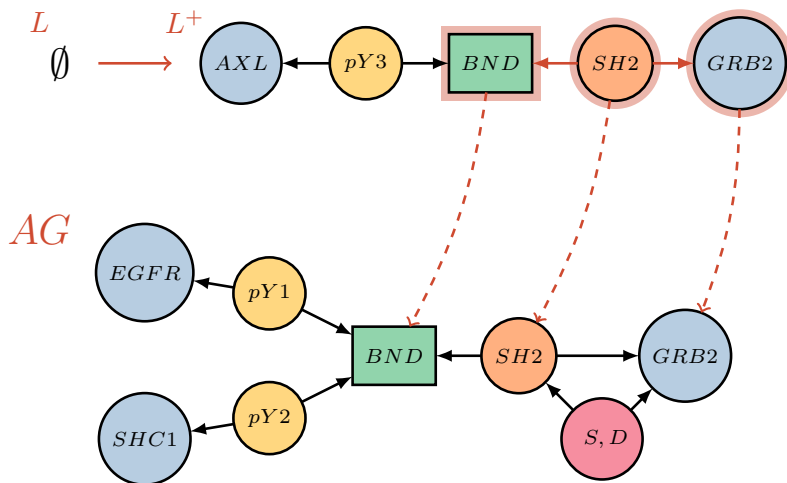 L L⁺
∅ AXL pY3 BND SH2 GRB2
AG
EGFR pY1
BND SH2 GRB2
SHC1 pY2 S, D